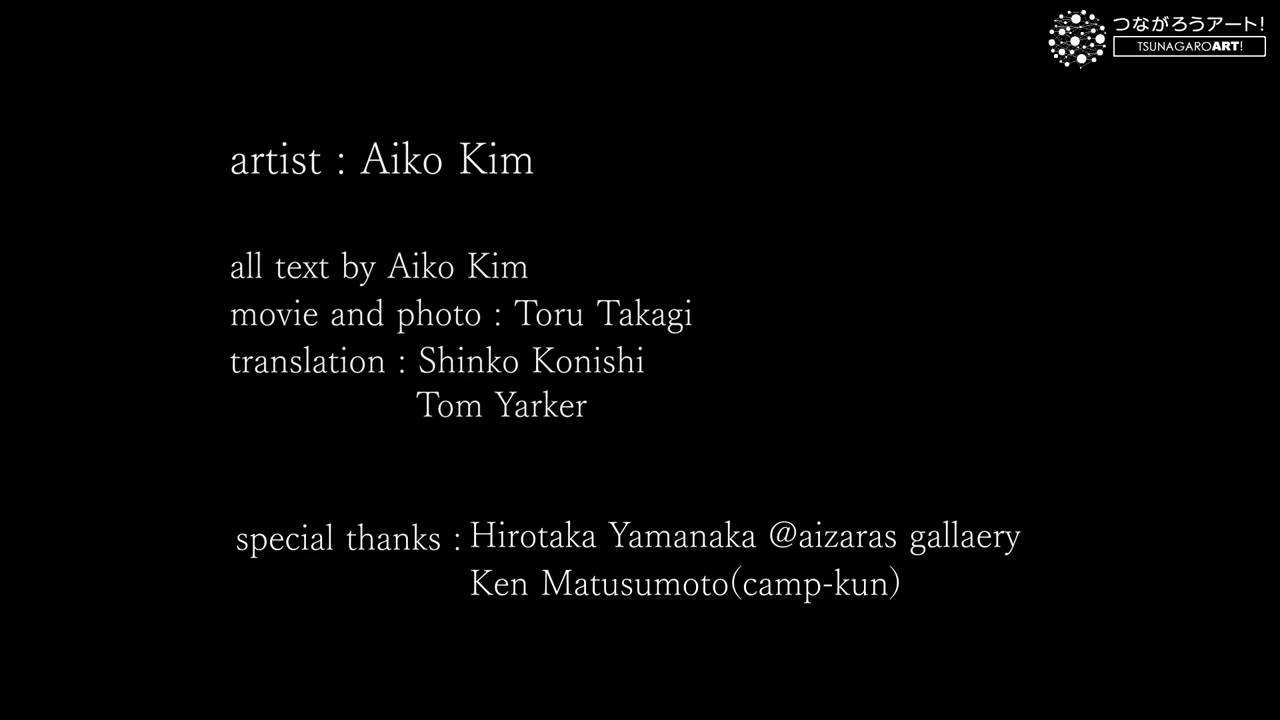 つながろうアート!
TSUNAGAROART!
artist : Aiko Kim
all text by Aiko Kim
movie and photo : Toru Takagi
translation : Shinko Konishi
Tom Yarker
special thanks : Hirotaka Yamanaka @aizaras gallaery
Ken Matusumoto(camp-kun)